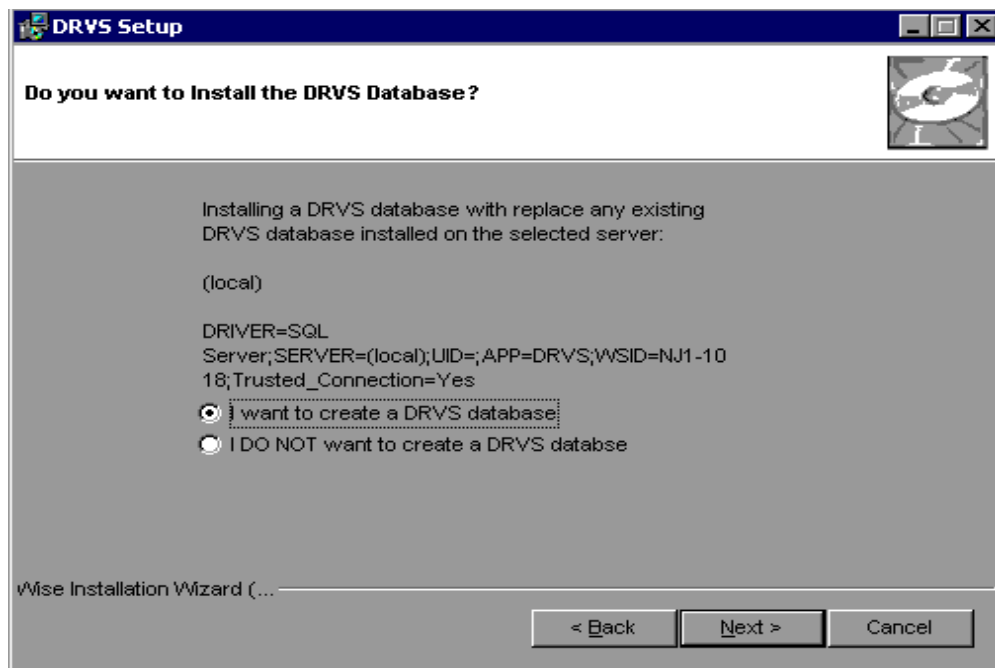 DRVS Setup
Do you want to Install the DRVS Database?
Installing a DRVS database with replace any existing
DRVS database installed on the selected server:
(local)
DRIVER=SQL
Server;SERVER=(local);UID=;APP=DRVS;WSID=NJ1-10
18;Trusted_Connection=Yes
I want to create a DRVS database
I DO NOT want to create a DRVS databse
Wise Installation Wizard (...
< Back
Next >
Cancel